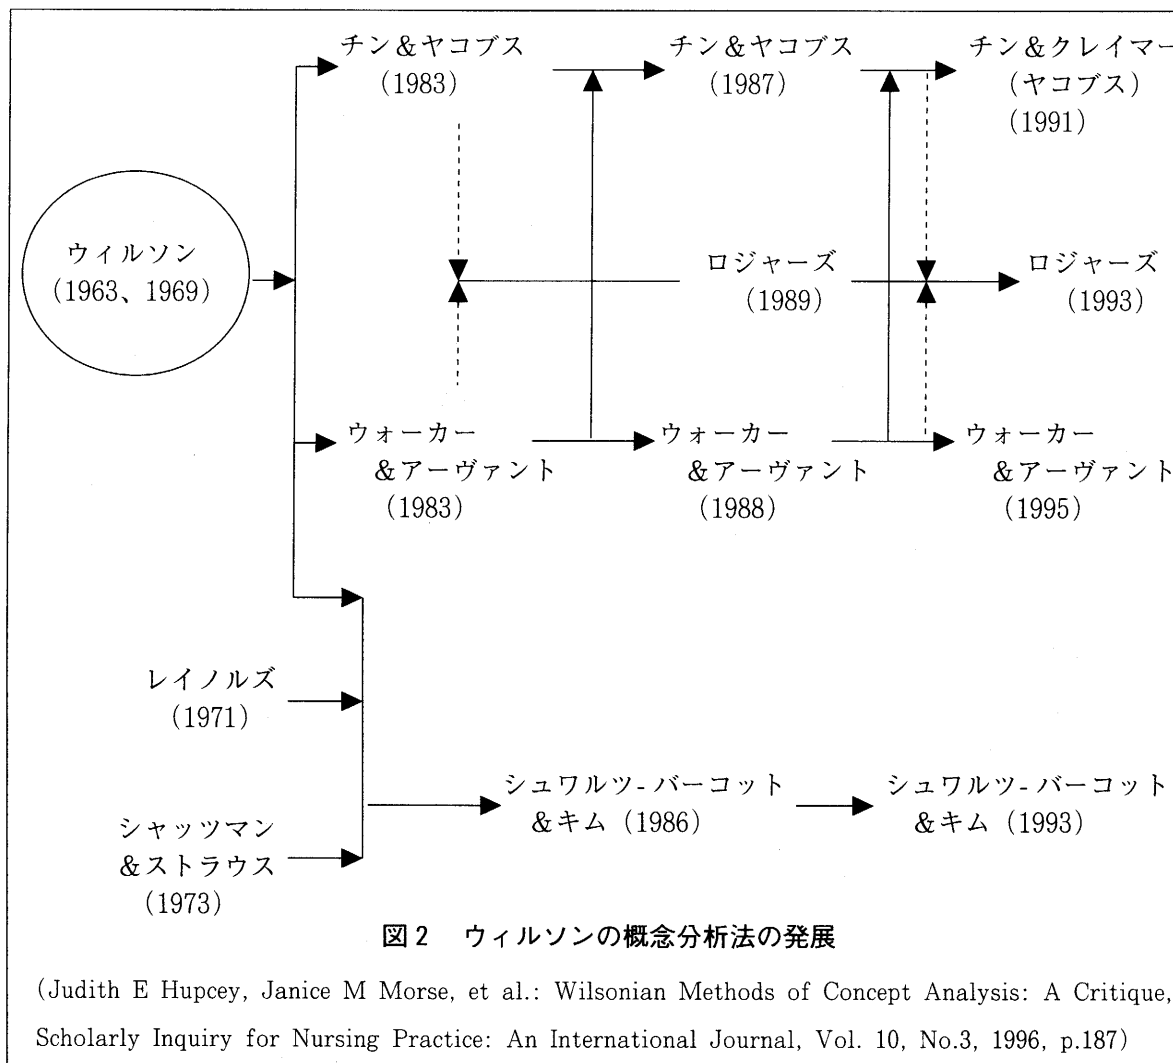 チン＆ヤコブス
（1983）
チン＆ヤコブス
（1987）
チン＆クレイマー
（ヤコブス）
（1991）
ウィルソン
（1963、1969）
ロジャーズ
（1989）
ロジャーズ
（1993）
ウォーカー
＆アーヴァント
（1983）
ウォーカー
＆アーヴァント
（1988）
ウォーカー
＆アーヴァント
（1995）
レイノルズ
（1971）
シャッツマン
＆ストラウス
（1973）
シュワルツ-バーコット
＆キム（1986）
シュワルツ-バーコット
＆キム（1993）
図2　ウィルソンの概念分析法の発展
(Judith E Hupcey, Janice M Morse, et al.: Wilsonian Methods of Concept Analysis: A Critique,
Scholarly Inquiry for Nursing Practice: An International Journal, Vol. 10, No.3, 1996, p.187)